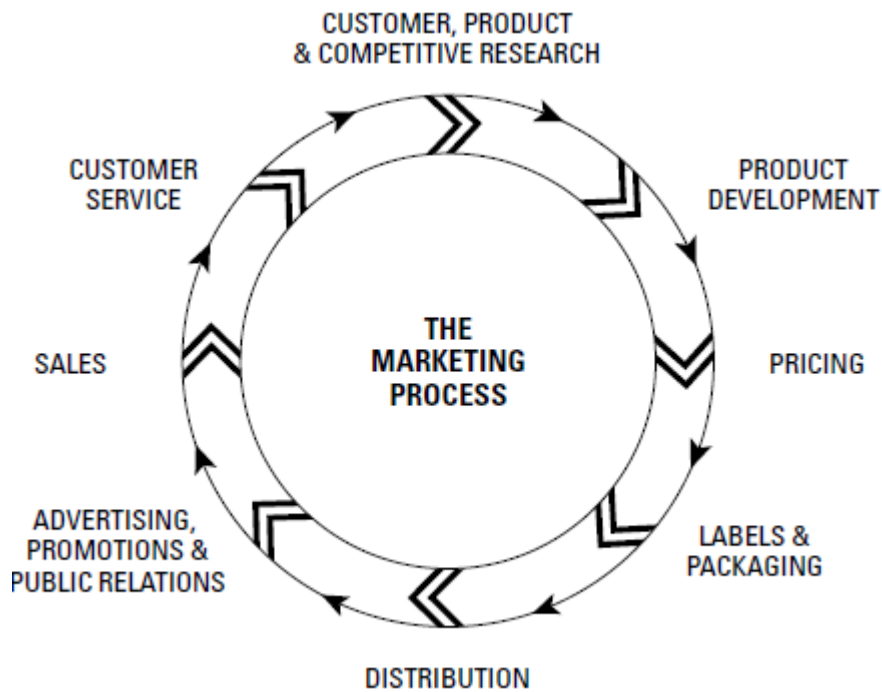 CUSTOMER, PRODUCT
& COMPETITIVE RESEARCH
PRODUCT
DEVELOPMENT
PRICING
LABELS &
PACKAGING
DISTRIBUTION
ADVERTISING,
PROMOTIONS &
PUBLIC RELATIONS
SALES
CUSTOMER
SERVICE
THE
MARKETING
PROCESS